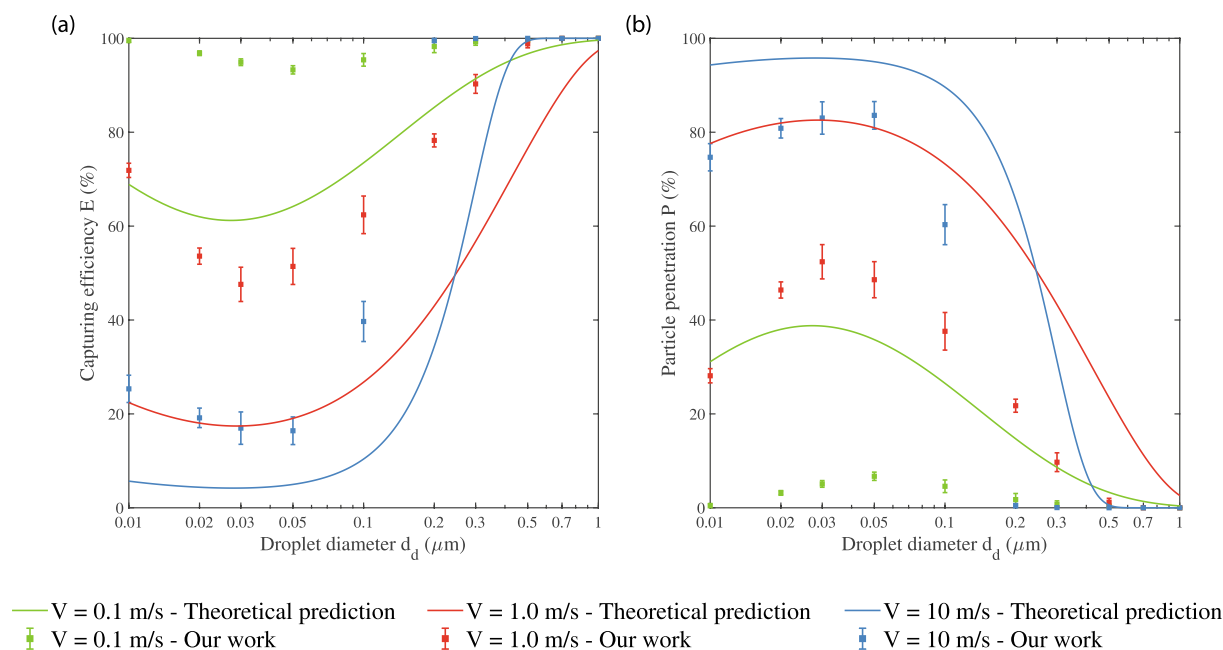 (a)
(b)
100
80
60
40
20
0
Capturing efficiency E (%)
0.01 0.02 0.03 0.05 0.1 0.2 0.3 0.5 0.7 1
Droplet diameter d_d (μm)
100
80
60
40
20
0
Particle penetration P (%)
0.01 0.02 0.03 0.05 0.1 0.2 0.3 0.5 0.7 1
Droplet diameter d_d (μm)
V = 0.1 m/s - Theoretical prediction
V = 1.0 m/s - Theoretical prediction
V = 10 m/s - Theoretical prediction
V = 0.1 m/s - Our work
V = 1.0 m/s - Our work
V = 10 m/s - Our work